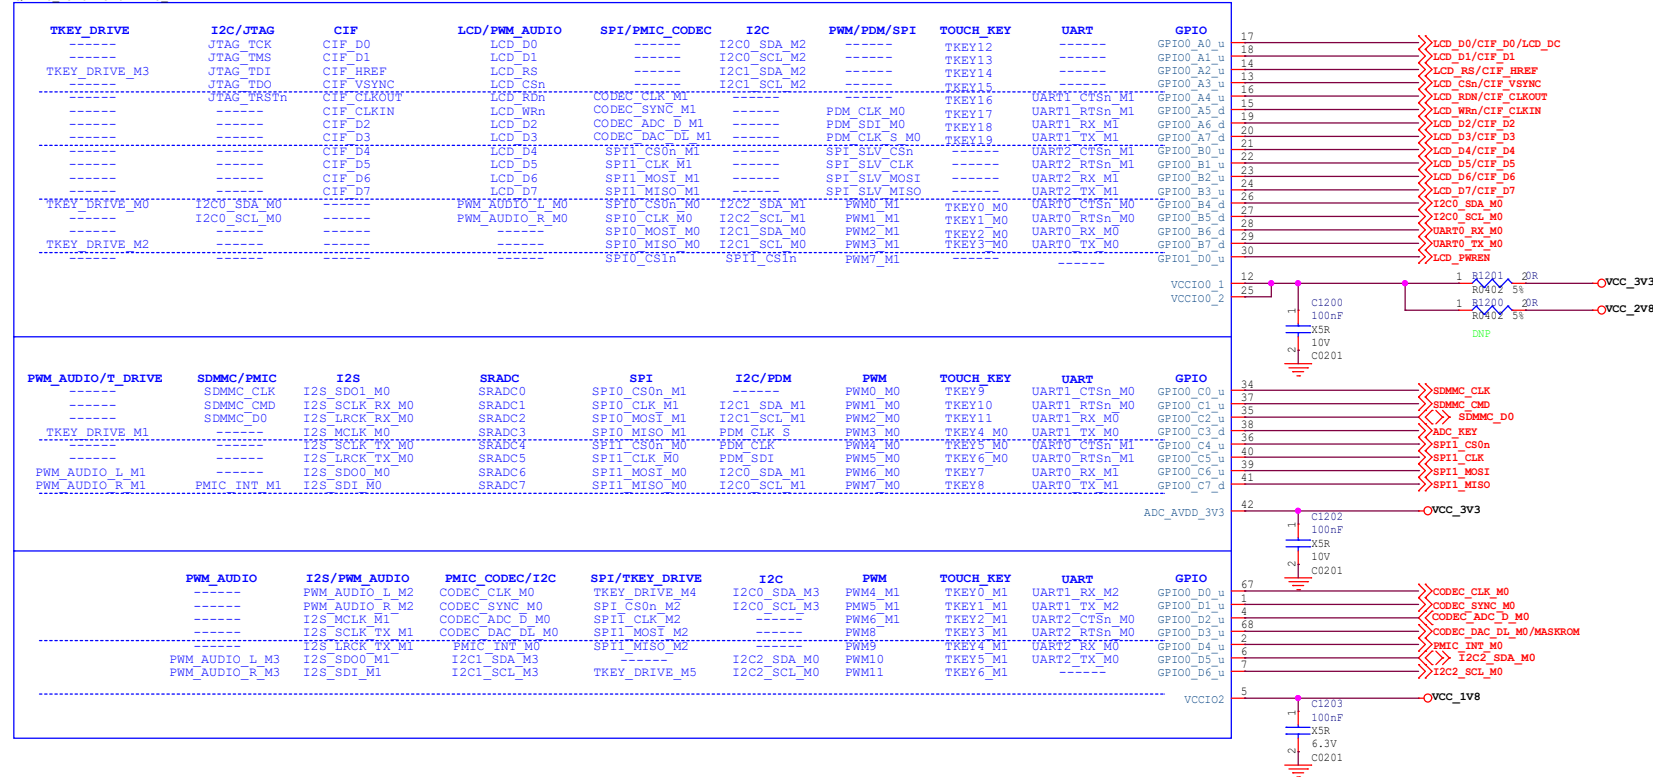 TKEY_DRIVE I2C/JTAG CIF LCD/PWM_AUDIO SPI/PMIC_CODEC I2C PWM/PDM/SPI TOUCH_KEY UART GPIO
------ JTAG_TCK CIF_D0 LCD_D0 ------ I2C0_SDA_M2 ------ TKEY12 ------ GPIO0_A0_u 17 LCD_D0/CIF_D0/LCD_DC
------ JTAG_TMS CIF_D1 LCD_D1 ------ I2C0_SCL_M2 ------ TKEY13 ------ GPIO0_A1_u 18 LCD_D1/CIF_D1
TKEY_DRIVE_M3 JTAG_TDI CIF_HREF LCD_RS ------ I2C1_SDA_M2 ------ TKEY14 ------ GPIO0_A2_u 14 LCD_RS/CIF_HREF
------ JTAG_TDO CIF_VSYNC LCD_CSn ------ I2C1_SCL_M2 ------ TKEY15 ------ GPIO0_A3_u 13 LCD_CSn/CIF_VSYNC
------ JTAG_TRSTn CIF_CLKOUT LCD_RDn CODEC_CLK_M1 ------ ------ TKEY16 UART1_CTSn_M1 GPIO0_A4_u 16 LCD_RDN/CIF_CLKOUT
------ ------ CIF_CLKIN LCD_WRn CODEC_SYNC_M1 ------ PDM_CLK_M0 TKEY17 UART1_RTSn_M1 GPIO0_A5_d 15 LCD_WRn/CIF_CLKIN
------ ------ CIF_D2 LCD_D2 CODEC_ADC_D_M1 ------ PDM_SDI_M0 TKEY18 UART1_RX_M1 GPIO0_A6_d 19 LCD_D2/CIF_D2
------ ------ CIF_D3 LCD_D3 CODEC_DAC_DL_M1 ------ PDM_CLK_S_M0 TKEY19 UART1_TX_M1 GPIO0_A7_d 20 LCD_D3/CIF_D3
------ ------ CIF_D4 LCD_D4 SPI1_CS0n_M1 ------ SPI_SLV_CSn ------ UART2_CTSn_M1 GPIO0_B0_u 21 LCD_D4/CIF_D4
------ ------ CIF_D5 LCD_D5 SPI1_CLK_M1 ------ SPI_SLV_CLK ------ UART2_RTSn_M1 GPIO0_B1_u 22 LCD_D5/CIF_D5
------ ------ CIF_D6 LCD_D6 SPI1_MOSI_M1 ------ SPI_SLV_MOSI ------ UART2_RX_M1 GPIO0_B2_u 23 LCD_D6/CIF_D6
------ ------ CIF_D7 LCD_D7 SPI1_MISO_M1 ------ SPI_SLV_MISO ------ UART2_TX_M1 GPIO0_B3_u 24 LCD_D7/CIF_D7
TKEY_DRIVE_M0 I2C0_SDA_M0 ------ PWM_AUDIO_L_M0 SPI0_CS0n_M0 I2C2_SDA_M1 PWM0_M1 TKEY0_M0 UART0_CTSn_M0 GPIO0_B4_d 26 I2C0_SDA_M0
------ I2C0_SCL_M0 ------ PWM_AUDIO_R_M0 SPI0_CLK_M0 I2C2_SCL_M1 PWM1_M1 TKEY1_M0 UART0_RTSn_M0 GPIO0_B5_d 27 I2C0_SCL_M0
------ ------ ------ ------ SPI0_MOSI_M0 I2C1_SDA_M0 PWM2_M1 TKEY2_M0 UART0_RX_M0 GPIO0_B6_d 28 UART0_RX_M0
TKEY_DRIVE_M2 ------ ------ ------ SPI0_MISO_M0 I2C1_SCL_M0 PWM3_M1 TKEY3_M0 UART0_TX_M0 GPIO0_B7_d 29 UART0_TX_M0
------ ------ ------ ------ SPI0_CS1n SPI1_CS1n PWM7_M1 ------ ------ GPIO1_D0_u 30 LCD_PWREN
VCCIO0_1 12 1 R1201 2 0R VCC_3V3
R0402 5%
VCCIO0_2 25
C1200 1 R1200 2 0R VCC_2V8
1 100nF R0402 5%
X5R DNP
10V
2 C0201
PWM_AUDIO/T_DRIVE SDMMC/PMIC I2S SRADC SPI I2C/PDM PWM TOUCH_KEY UART GPIO
------ SDMMC_CLK I2S_SDO1_M0 SRADC0 SPI0_CS0n_M1 ------ PWM0_M0 TKEY9 UART1_CTSn_M0 GPIO0_C0_u 34 SDMMC_CLK
------ SDMMC_CMD I2S_SCLK_RX_M0 SRADC1 SPI0_CLK_M1 I2C1_SDA_M1 PWM1_M0 TKEY10 UART1_RTSn_M0 GPIO0_C1_u 37 SDMMC_CMD
------ SDMMC_D0 I2S_LRCK_RX_M0 SRADC2 SPI0_MOSI_M1 I2C1_SCL_M1 PWM2_M0 TKEY11 UART1_RX_M0 GPIO0_C2_u 35 SDMMC_D0
TKEY_DRIVE_M1 ------ I2S_MCLK_M0 SRADC3 SPI0_MISO_M1 PDM_CLK_S PWM3_M0 TKEY4_M0 UART1_TX_M0 GPIO0_C3_d 38 ADC_KEY
------ ------ I2S_SCLK_TX_M0 SRADC4 SPI1_CS0n_M0 PDM_CLK PWM4_M0 TKEY5_M0 UART0_CTSn_M1 GPIO0_C4_u 36 SPI1_CS0n
------ ------ I2S_LRCK_TX_M0 SRADC5 SPI1_CLK_M0 PDM_SDI PWM5_M0 TKEY6_M0 UART0_RTSn_M1 GPIO0_C5_u 40 SPI1_CLK
PWM_AUDIO_L_M1 ------ I2S_SDO0_M0 SRADC6 SPI1_MOSI_M0 I2C0_SDA_M1 PWM6_M0 TKEY7 UART0_RX_M1 GPIO0_C6_u 39 SPI1_MOSI
PWM_AUDIO_R_M1 PMIC_INT_M1 I2S_SDI_M0 SRADC7 SPI1_MISO_M0 I2C0_SCL_M1 PWM7_M0 TKEY8 UART0_TX_M1 GPIO0_C7_d 41 SPI1_MISO
ADC_AVDD_3V3 42 VCC_3V3
C1202
1 100nF
X5R
10V
2 C0201
PWM_AUDIO I2S/PWM_AUDIO PMIC_CODEC/I2C SPI/TKEY_DRIVE I2C PWM TOUCH_KEY UART GPIO
------ PWM_AUDIO_L_M2 CODEC_CLK_M0 TKEY_DRIVE_M4 I2C0_SDA_M3 PWM4_M1 TKEY0_M1 UART1_RX_M2 GPIO0_D0_u 67 CODEC_CLK_M0
------ PWM_AUDIO_R_M2 CODEC_SYNC_M0 SPI_CS0n_M2 I2C0_SCL_M3 PMW5_M1 TKEY1_M1 UART1_TX_M2 GPIO0_D1_u 1 CODEC_SYNC_M0
------ I2S_MCLK_M1 CODEC_ADC_D_M0 SPI1_CLK_M2 ------ PWM6_M1 TKEY2_M1 UART2_CTSn_M0 GPIO0_D2_u 4 CODEC_ADC_D_M0
------ I2S_SCLK_TX_M1 CODEC_DAC_DL_M0 SPI1_MOSI_M2 ------ PWM8 TKEY3_M1 UART2_RTSn_M0 GPIO0_D3_u 68 CODEC_DAC_DL_M0/MASKROM
------ I2S_LRCK_TX_M1 PMIC_INT_M0 SPI1_MISO_M2 ------ PWM9 TKEY4_M1 UART2_RX_M0 GPIO0_D4_u 2 PMIC_INT_M0
PWM_AUDIO_L_M3 I2S_SDO0_M1 I2C1_SDA_M3 ------ I2C2_SDA_M0 PWM10 TKEY5_M1 UART2_TX_M0 GPIO0_D5_u 6 I2C2_SDA_M0
PWM_AUDIO_R_M3 I2S_SDI_M1 I2C1_SCL_M3 TKEY_DRIVE_M5 I2C2_SCL_M0 PWM11 TKEY6_M1 ------ GPIO0_D6_u 7 I2C2_SCL_M0
VCCIO2 5 VCC_1V8
C1203
1 100nF
X5R
6.3V
2 C0201